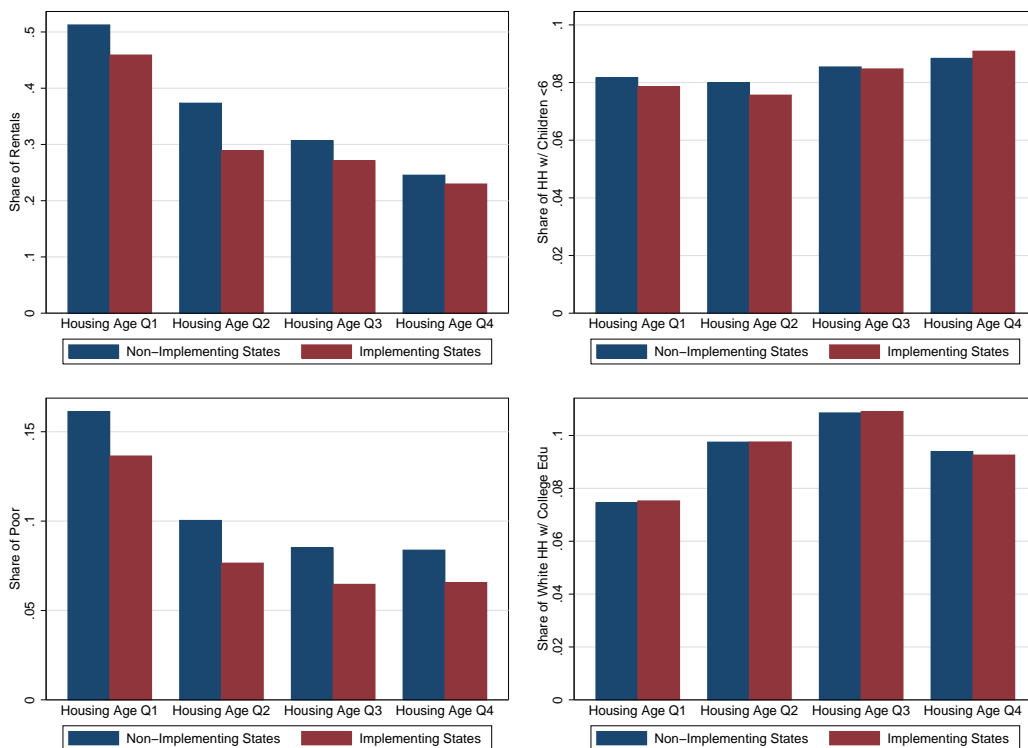 Share of Rentals
.5
.4
.3
.2
.1
0
Housing Age Q1 Housing Age Q2 Housing Age Q3 Housing Age Q4
Non−Implementing States Implementing States
Share of HH w/ Children <6
.1
.08
.06
.04
.02
0
Housing Age Q1 Housing Age Q2 Housing Age Q3 Housing Age Q4
Non−Implementing States Implementing States
Share of Poor
.15
.1
.05
0
Housing Age Q1 Housing Age Q2 Housing Age Q3 Housing Age Q4
Non−Implementing States Implementing States
Share of White HH w/ College Edu
.1
.08
.06
.04
.02
0
Housing Age Q1 Housing Age Q2 Housing Age Q3 Housing Age Q4
Non−Implementing States Implementing States